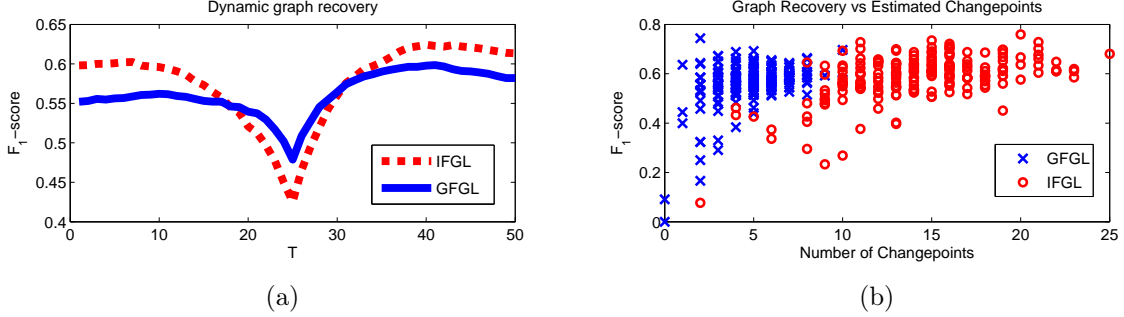 Dynamic graph recovery
0.65
0.6
0.55
0.5
0.45
0.4
F1−score
0
10
20
30
40
50
T
IFGL
GFGL
(a)
Graph Recovery vs Estimated Changepoints
0.8
0.6
0.4
0.2
0
F1−score
0
5
10
15
20
25
Number of Changepoints
GFGL
IFGL
(b)